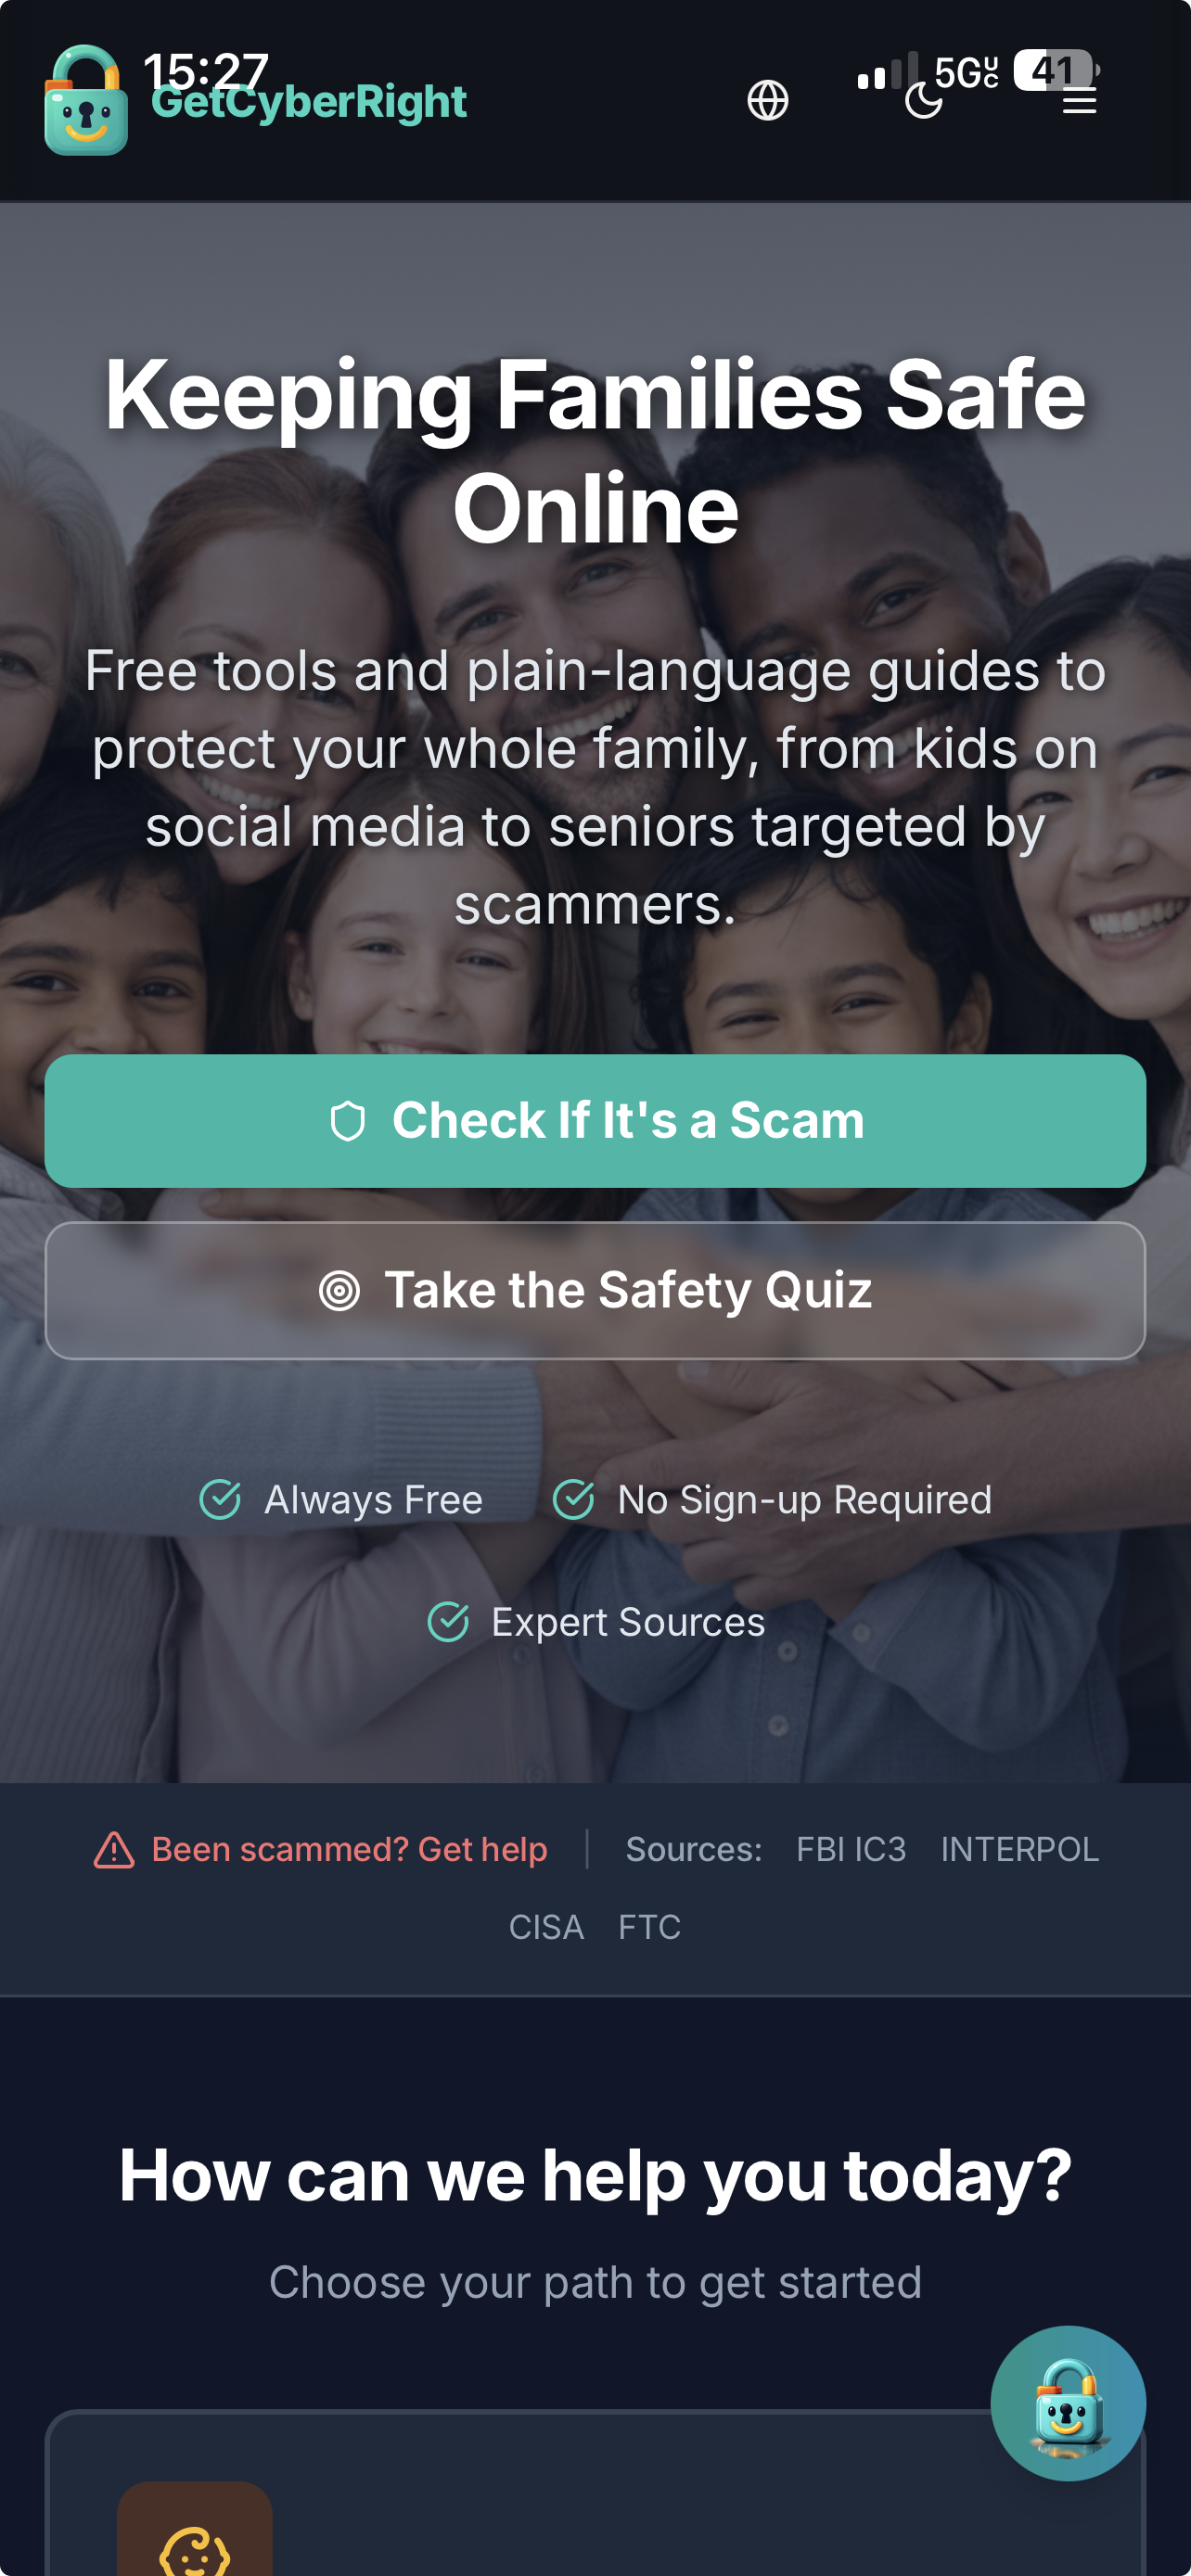 15:27
5GUC
41
GetCyberRight
Keeping Families Safe
Online
Free tools and plain-language guides to
protect your whole family, from kids on
social media to seniors targeted by
scammers.
Check If It's a Scam
Take the Safety Quiz
Always Free No Sign-up Required
Expert Sources
Been scammed? Get help Sources: FBI IC3 INTERPOL
CISA FTC
How can we help you today?
Choose your path to get started